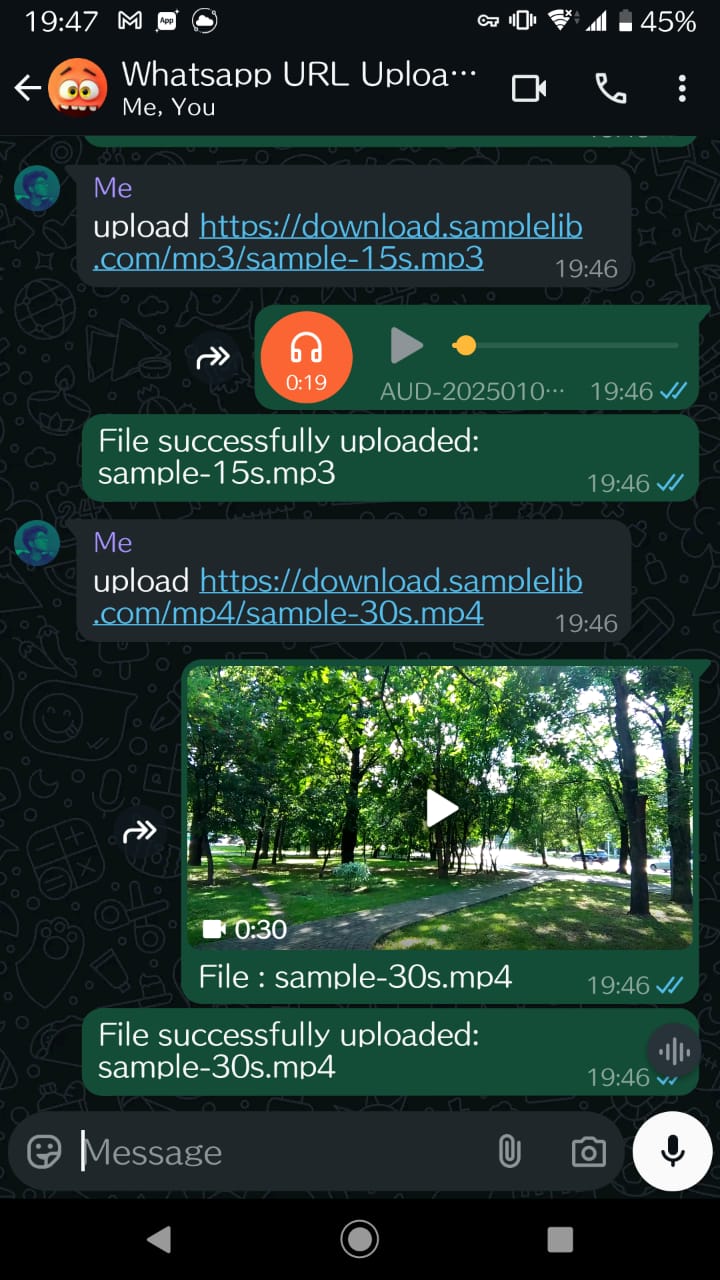 19:47
App
45%
Whatsapp URL Uploa…
Me, You
Me
upload https://download.samplelib
.com/mp3/sample-15s.mp3
19:46
0:19
AUD-2025010…
19:46
File successfully uploaded:
sample-15s.mp3
19:46
Me
upload https://download.samplelib
.com/mp4/sample-30s.mp4
19:46
0:30
File : sample-30s.mp4
19:46
File successfully uploaded:
sample-30s.mp4
19:46
Message